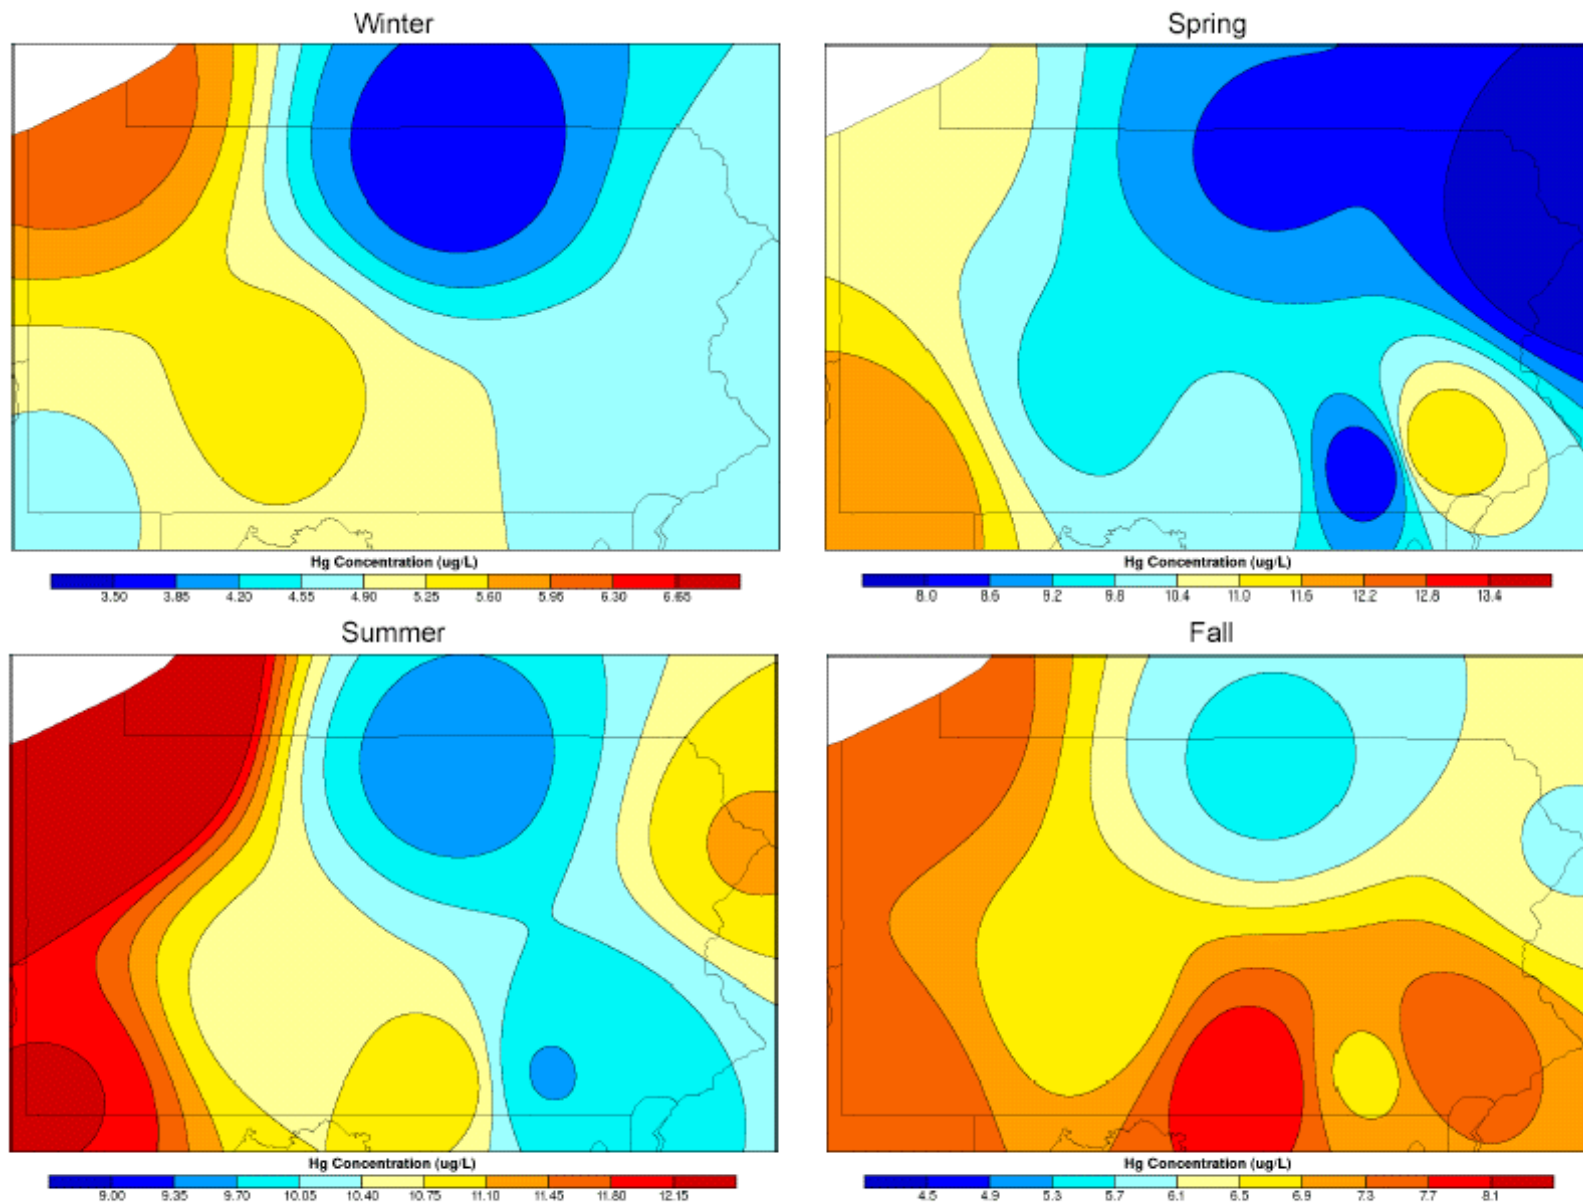 Winter
Spring
Hg Concentration (ug/L)
3.50 3.85 4.20 4.55 4.90 5.25 5.60 5.95 6.30 6.65
Hg Concentration (ug/L)
8.0 8.6 9.2 9.8 10.4 11.0 11.6 12.2 12.8 13.4
Summer
Fall
Hg Concentration (ug/L)
9.00 9.35 9.70 10.05 10.40 10.75 11.10 11.45 11.80 12.15
Hg Concentration (ug/L)
4.5 4.9 5.3 5.7 6.1 6.5 6.9 7.3 7.7 8.1